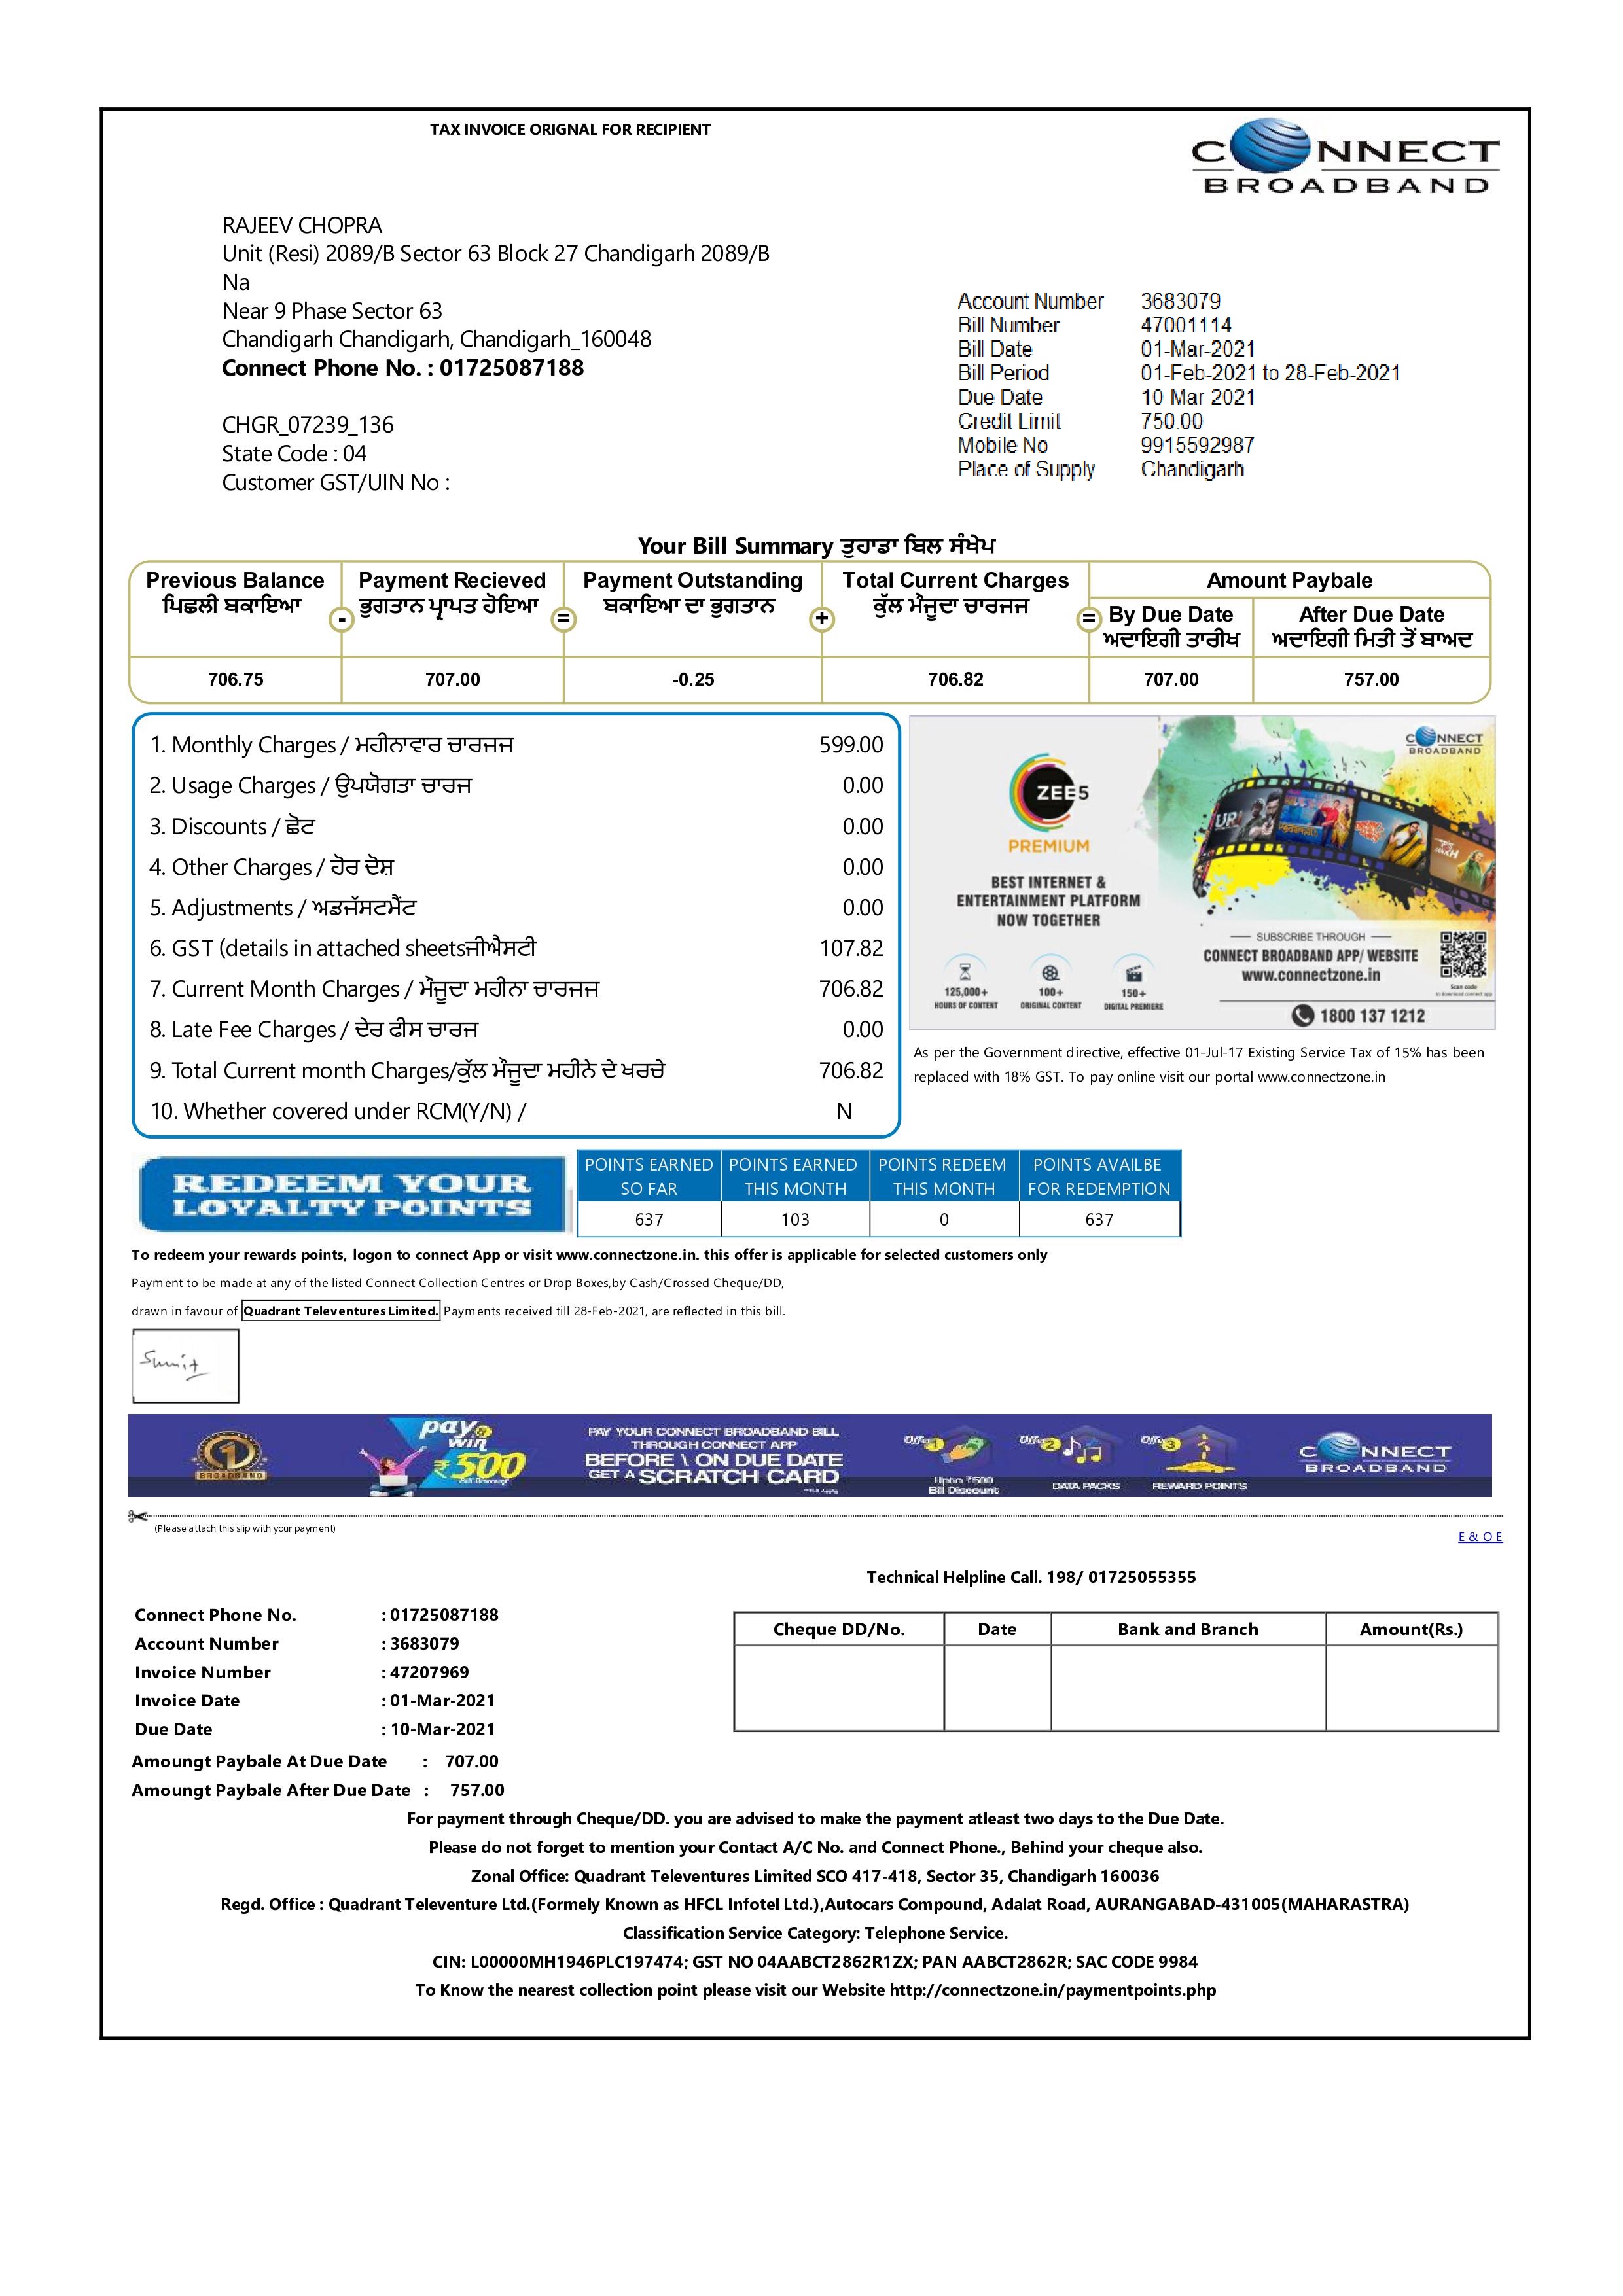 TAX INVOICE ORIGNAL FOR RECIPIENT
CONNECT
BROADBAND
RAJEEV CHOPRA
Unit (Resi) 2089/B Sector 63 Block 27 Chandigarh 2089/B
Na
Near 9 Phase Sector 63
Chandigarh Chandigarh, Chandigarh_160048
Connect Phone No. : 01725087188
CHGR_07239_136
State Code : 04
Customer GST/UIN No :
Account Number 3683079
Bill Number 47001114
Bill Date 01-Mar-2021
Bill Period 01-Feb-2021 to 28-Feb-2021
Due Date 10-Mar-2021
Credit Limit 750.00
Mobile No 9915592987
Place of Supply Chandigarh
Your Bill Summary ਤੁਹਾਡਾ ਬਿਲ ਸੰਖੇਪ
Previous Balance Payment Recieved Payment Outstanding Total Current Charges Amount Paybale
ਪਿਛਲੀ ਬਕਾਇਆ ਭੁਗਤਾਨ ਪ੍ਰਾਪਤ ਹੋਇਆ ਬਕਾਇਆ ਦਾ ਭੁਗਤਾਨ ਕੁੱਲ ਮੌਜੂਦਾ ਚਾਰਜਜ
- = + = By Due Date After Due Date
ਅਦਾਇਗੀ ਤਾਰੀਖ ਅਦਾਇਗੀ ਮਿਤੀ ਤੋਂ ਬਾਅਦ
706.75 707.00 -0.25 706.82 707.00 757.00
1. Monthly Charges / ਮਹੀਨਾਵਾਰ ਚਾਰਜਜ 599.00
2. Usage Charges / ਉਪਯੋਗਤਾ ਚਾਰਜ 0.00
3. Discounts / ਛੋਟ 0.00
4. Other Charges / ਹੋਰ ਦੋਸ਼ 0.00
5. Adjustments / ਅਡਜੱਸਟਮੈਂਟ 0.00
6. GST (details in attached sheetsਜੀਐਸਟੀ 107.82
7. Current Month Charges / ਮੌਜੂਦਾ ਮਹੀਨਾ ਚਾਰਜਜ 706.82
8. Late Fee Charges / ਦੇਰ ਫੀਸ ਚਾਰਜ 0.00
9. Total Current month Charges/ਕੁੱਲ ਮੌਜੂਦਾ ਮਹੀਨੇ ਦੇ ਖਰਚੇ 706.82
10. Whether covered under RCM(Y/N) / N
CONNECT
BROADBAND
ZEE5
PREMIUM
BEST INTERNET &
ENTERTAINMENT PLATFORM
NOW TOGETHER
125,000+ 100+ 150+
HOURS OF CONTENT ORIGINAL CONTENT DIGITAL PREMIERE
SUBSCRIBE THROUGH
CONNECT BROADBAND APP/ WEBSITE
www.connectzone.in
Scan code
to download connect app
1800 137 1212
As per the Government directive, effective 01-Jul-17 Existing Service Tax of 15% has been
replaced with 18% GST. To pay online visit our portal www.connectzone.in
REDEEM YOUR
LOYALTY POINTS
POINTS EARNED POINTS EARNED POINTS REDEEM POINTS AVAILBE
SO FAR THIS MONTH THIS MONTH FOR REDEMPTION
637 103 0 637
To redeem your rewards points, logon to connect App or visit www.connectzone.in. this offer is applicable for selected customers only
Payment to be made at any of the listed Connect Collection Centres or Drop Boxes,by Cash/Crossed Cheque/DD,
drawn in favour of Quadrant Televentures Limited. Payments received till 28-Feb-2021, are reflected in this bill.
Sumit
1
BROADBAND
pay &
win
₹500
Bill Discount
PAY YOUR CONNECT BROADBAND BILL
THROUGH CONNECT APP
BEFORE \ ON DUE DATE
GET A SCRATCH CARD
*T&C Apply
Offer 1 Offer 2 Offer 3
Upto ₹500
Bill Discount DATA PACKS REWARD POINTS
CONNECT
BROADBAND
(Please attach this slip with your payment)
E & O E
Technical Helpline Call. 198/ 01725055355
Connect Phone No. : 01725087188
Account Number : 3683079
Invoice Number : 47207969
Invoice Date : 01-Mar-2021
Due Date : 10-Mar-2021
Amoungt Paybale At Due Date : 707.00
Amoungt Paybale After Due Date : 757.00
Cheque DD/No. Date Bank and Branch Amount(Rs.)
For payment through Cheque/DD. you are advised to make the payment atleast two days to the Due Date.
Please do not forget to mention your Contact A/C No. and Connect Phone., Behind your cheque also.
Zonal Office: Quadrant Televentures Limited SCO 417-418, Sector 35, Chandigarh 160036
Regd. Office : Quadrant Televenture Ltd.(Formely Known as HFCL Infotel Ltd.),Autocars Compound, Adalat Road, AURANGABAD-431005(MAHARASTRA)
Classification Service Category: Telephone Service.
CIN: L00000MH1946PLC197474; GST NO 04AABCT2862R1ZX; PAN AABCT2862R; SAC CODE 9984
To Know the nearest collection point please visit our Website http://connectzone.in/paymentpoints.php